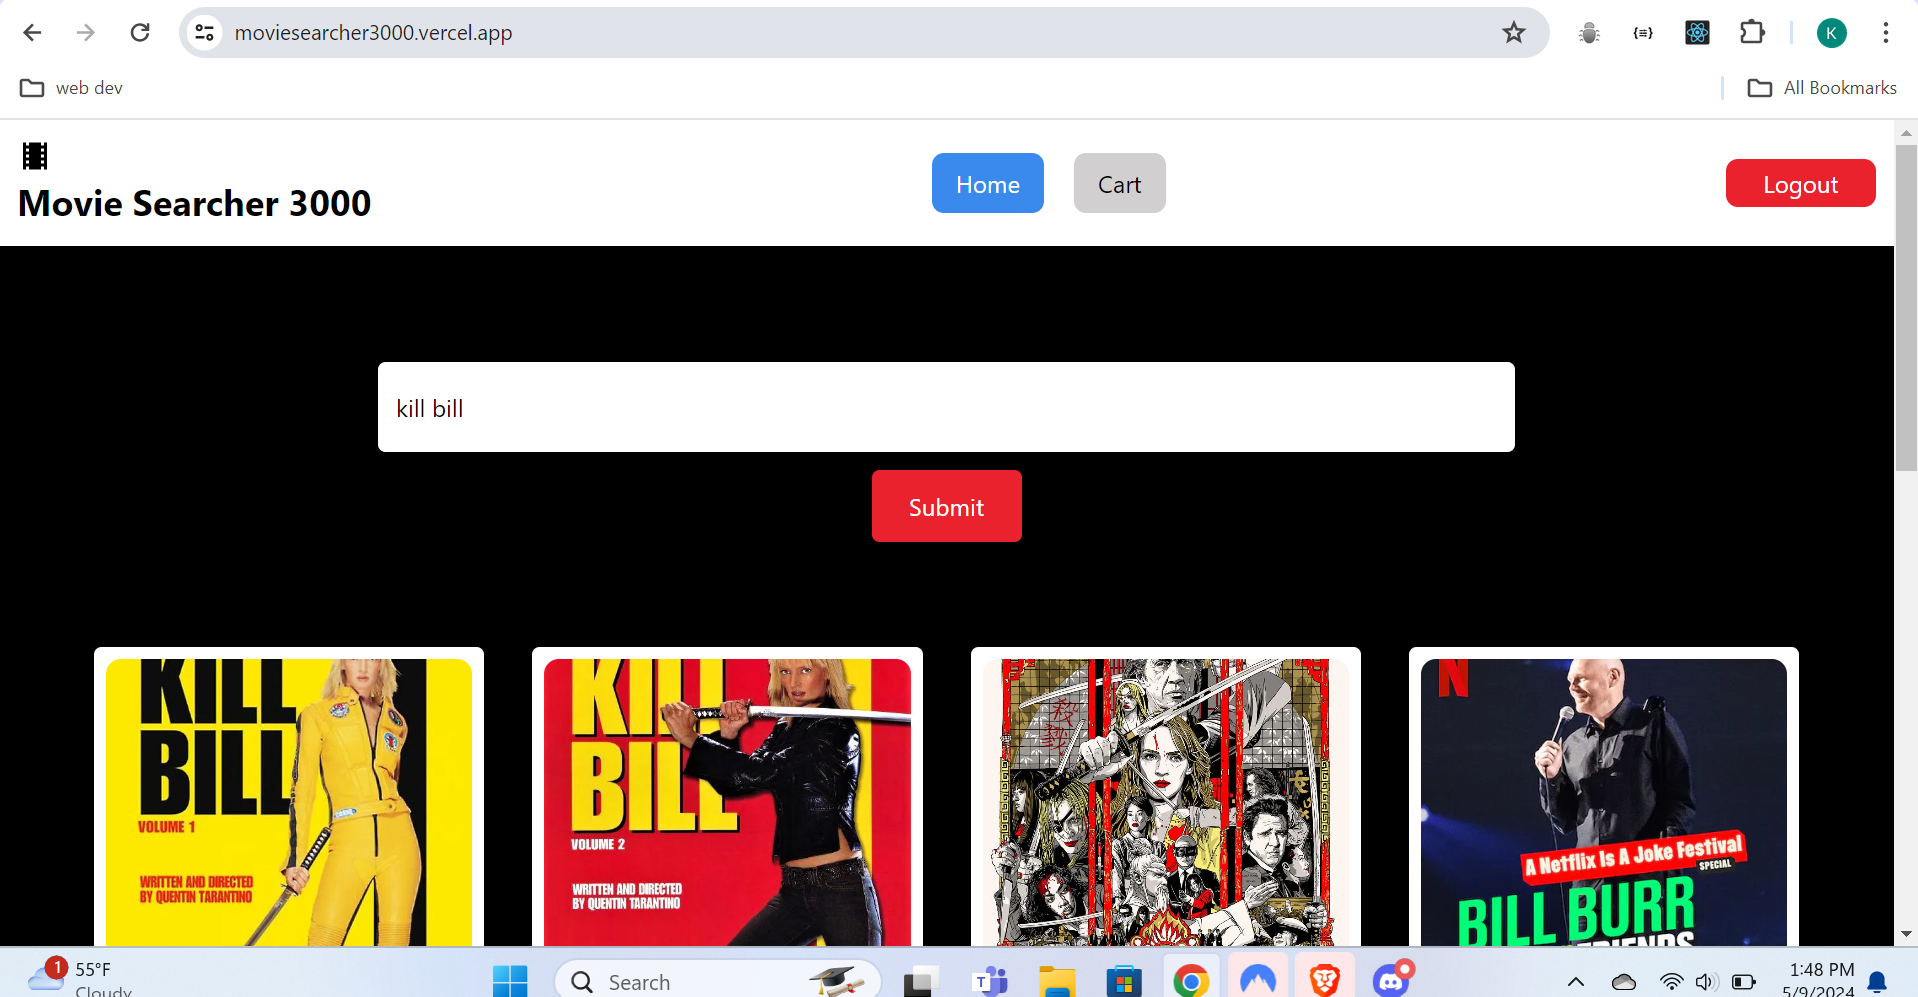 moviesearcher3000.vercel.app
K
web dev
All Bookmarks
Movie Searcher 3000
Home
Cart
Logout
kill bill
Submit
KILL
BILL
VOLUME 1
WRITTEN AND DIRECTED
BY QUENTIN TARANTINO
KILL
BILL
VOLUME 2
WRITTEN AND DIRECTED
BY QUENTIN TARANTINO
N
A Netflix Is A Joke Festival
SPECIAL
BILL BURR
FRIENDS
1
55°F
Cloudy
Search
T
1:48 PM
5/9/2024